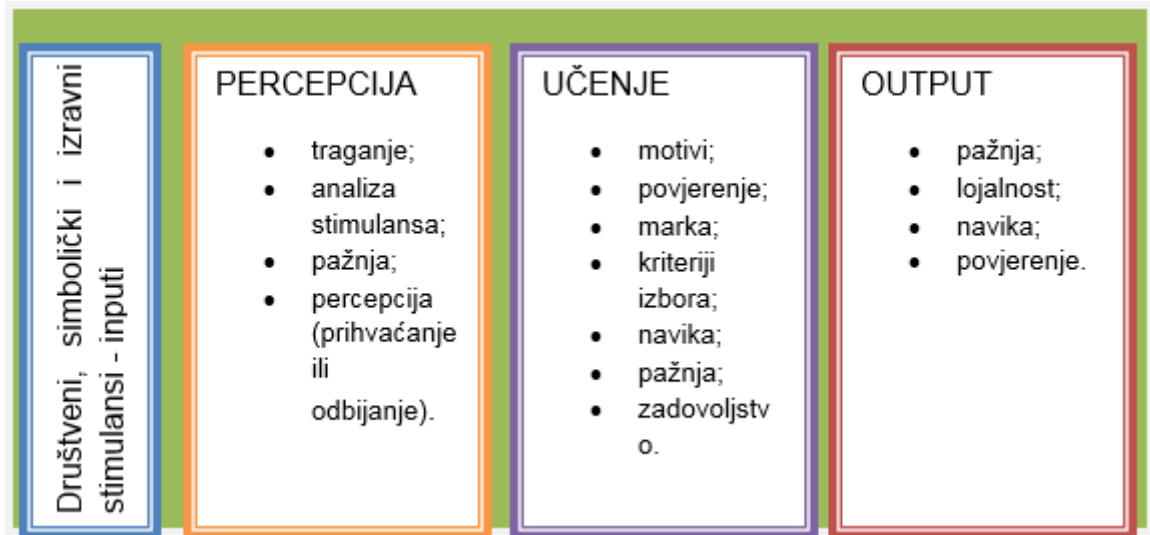 Društveni, simbolički i izravni
stimulansi - inputi
PERCEPCIJA
• traganje;
• analiza
stimulansa;
• pažnja;
• percepcija
(prihvaćanje
ili
odbijanje).
UČENJE
• motivi;
• povjerenje;
• marka;
• kriteriji
izbora;
• navika;
• pažnja;
• zadovoljstv
o.
OUTPUT
• pažnja;
• lojalnost;
• navika;
• povjerenje.